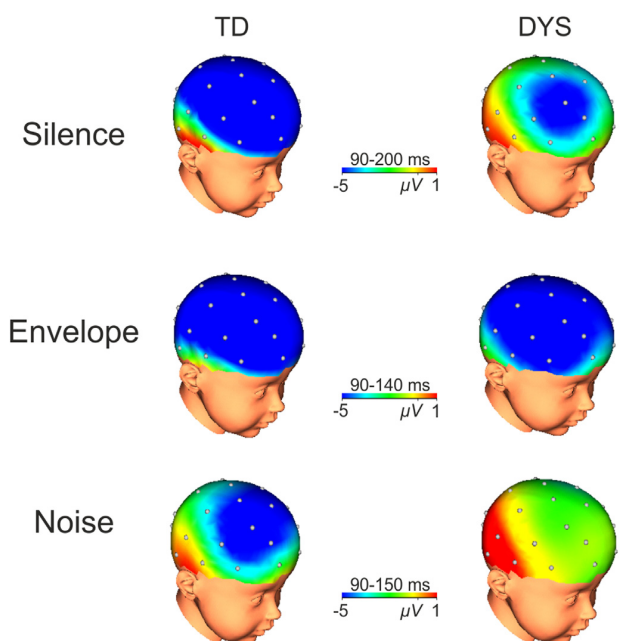 TD DYS
Silence
90-200 ms
-5 µV 1
Envelope
90-140 ms
-5 µV 1
Noise
90-150 ms
-5 µV 1